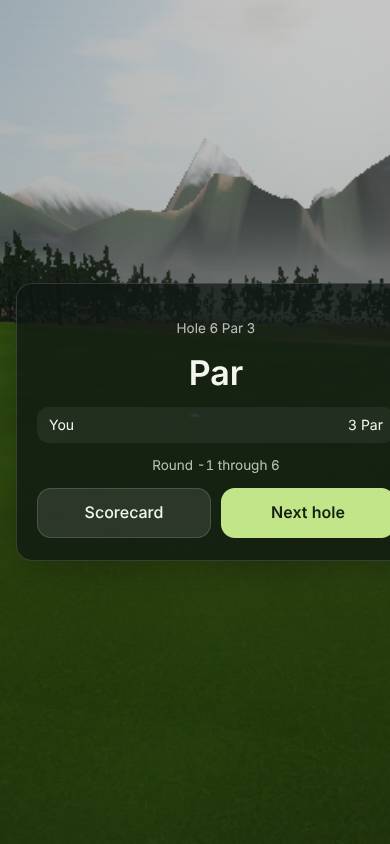 Hole 6 Par 3
Par
You 3 Par
Round -1 through 6
Scorecard Next hole